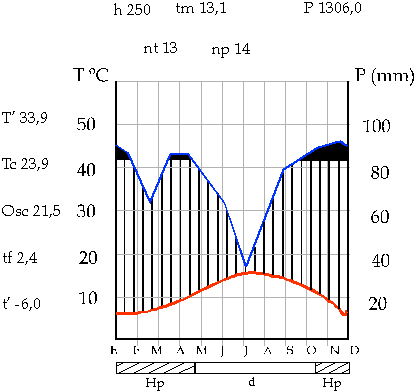 h 250 tm 13,1 P 1306,0
nt 13 np 14
T ºC P (mm)
T' 33,9
50
100
Tc 23,9
40
80
Osc 21,5
30
60
tf 2,4
20
40
t' -6,0
10
20
E F M A M J J A S O N D
Hp d Hp